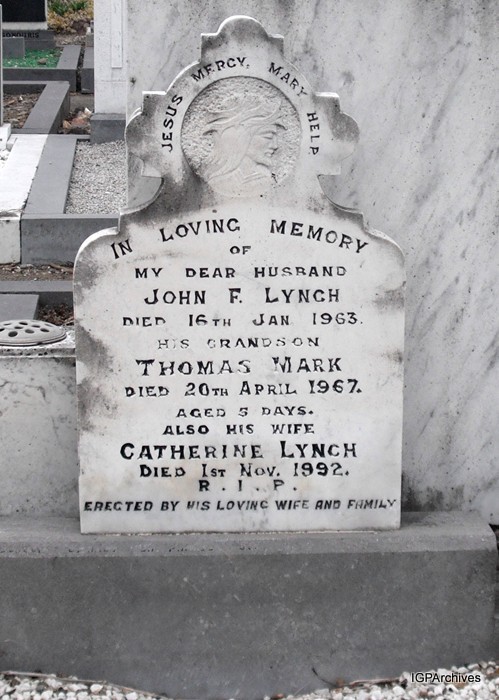 JESUS MERCY, MARY HELP
IN LOVING MEMORY
OF
MY DEAR HUSBAND
JOHN F. LYNCH
DIED 16TH JAN 1963.
HIS GRANDSON
THOMAS MARK
DIED 20TH APRIL 1967.
AGED 5 DAYS.
ALSO HIS WIFE
CATHERINE LYNCH
DIED 1ST NOV. 1992.
R. I. P.
ERECTED BY HIS LOVING WIFE AND FAMILY
IGPArchives